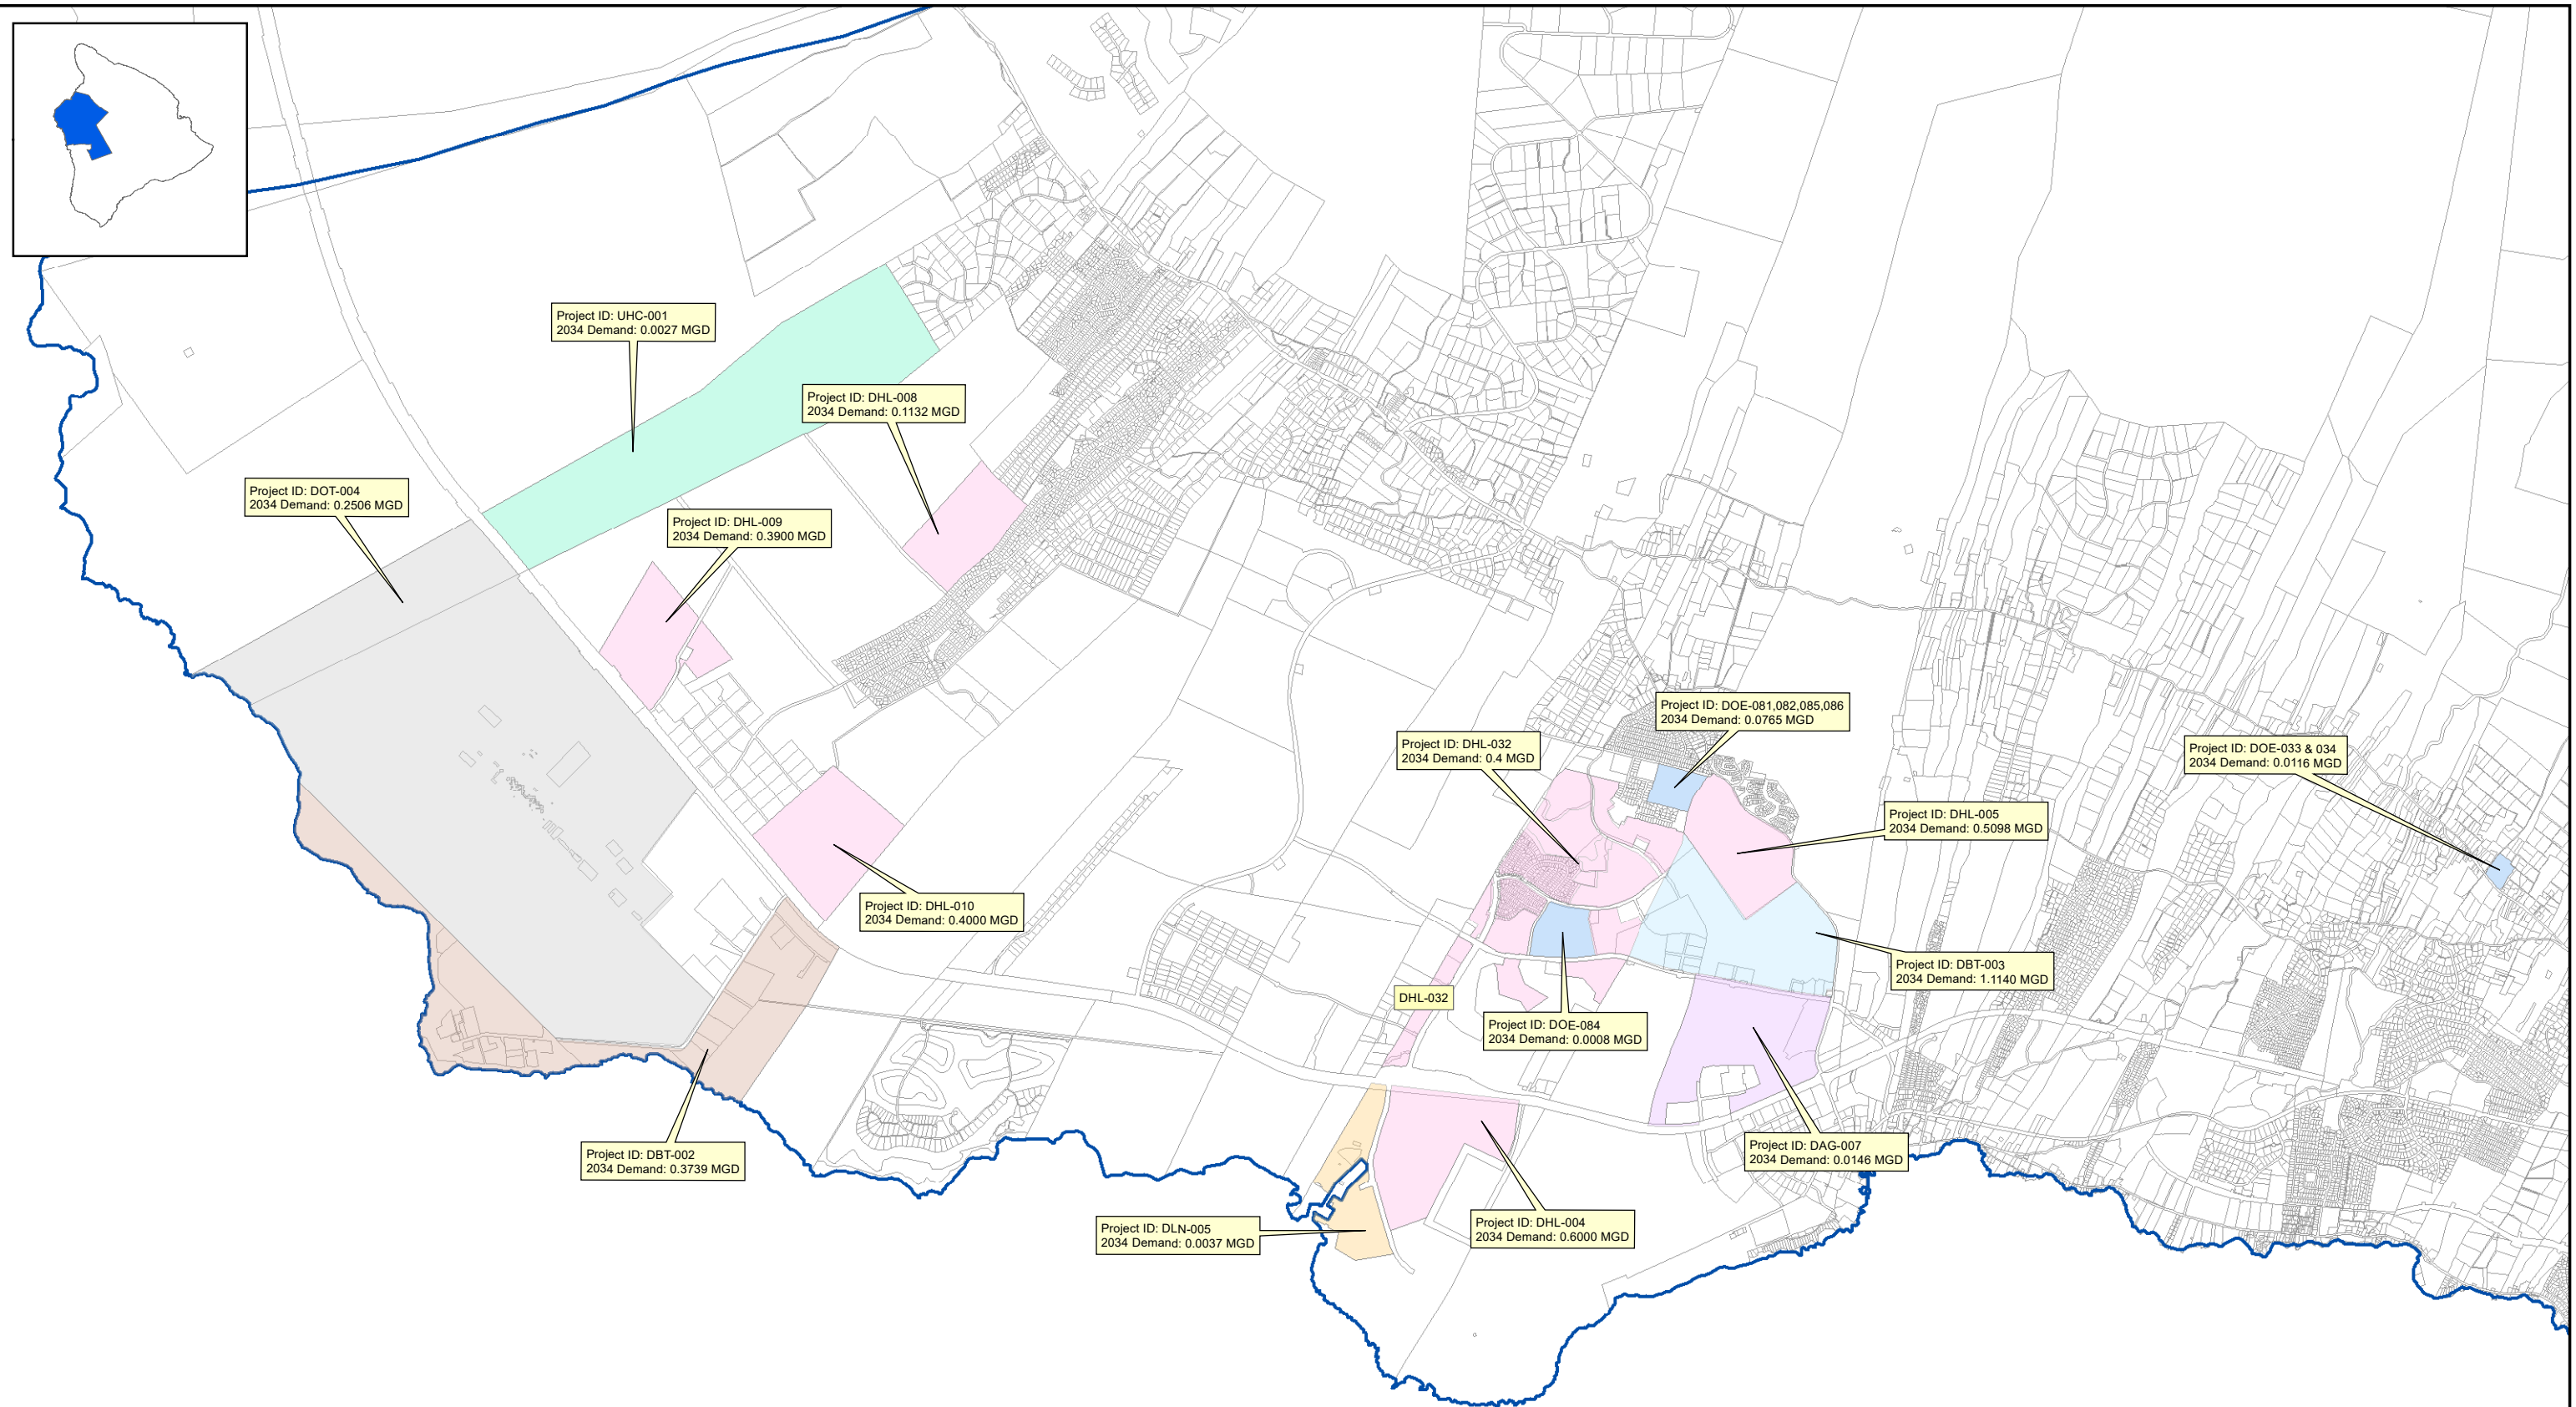 Project ID: UHC-001
2034 Demand: 0.0027 MGD
Project ID: DHL-008
2034 Demand: 0.1132 MGD
Project ID: DOT-004
2034 Demand: 0.2506 MGD
Project ID: DHL-009
2034 Demand: 0.3900 MGD
Project ID: DOE-081,082,085,086
2034 Demand: 0.0765 MGD
Project ID: DHL-032
2034 Demand: 0.4 MGD
Project ID: DOE-033 & 034
2034 Demand: 0.0116 MGD
Project ID: DHL-005
2034 Demand: 0.5098 MGD
Project ID: DHL-010
2034 Demand: 0.4000 MGD
Project ID: DBT-003
2034 Demand: 1.1140 MGD
DHL-032
Project ID: DOE-084
2034 Demand: 0.0008 MGD
Project ID: DBT-002
2034 Demand: 0.3739 MGD
Project ID: DAG-007
2034 Demand: 0.0146 MGD
Project ID: DLN-005
2034 Demand: 0.0037 MGD
Project ID: DHL-004
2034 Demand: 0.6000 MGD